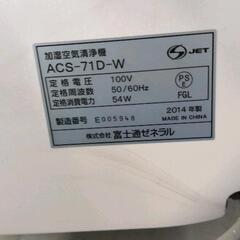 加湿空気清浄機
ACS-71D-W
S JET
定格電圧 100V
定格周波数 50/60Hz
定格消費電力 54W
PS
E
FGL
2014年製
MADE IN CHINA
製造番号 E005948
株式会社 富士通ゼネラル